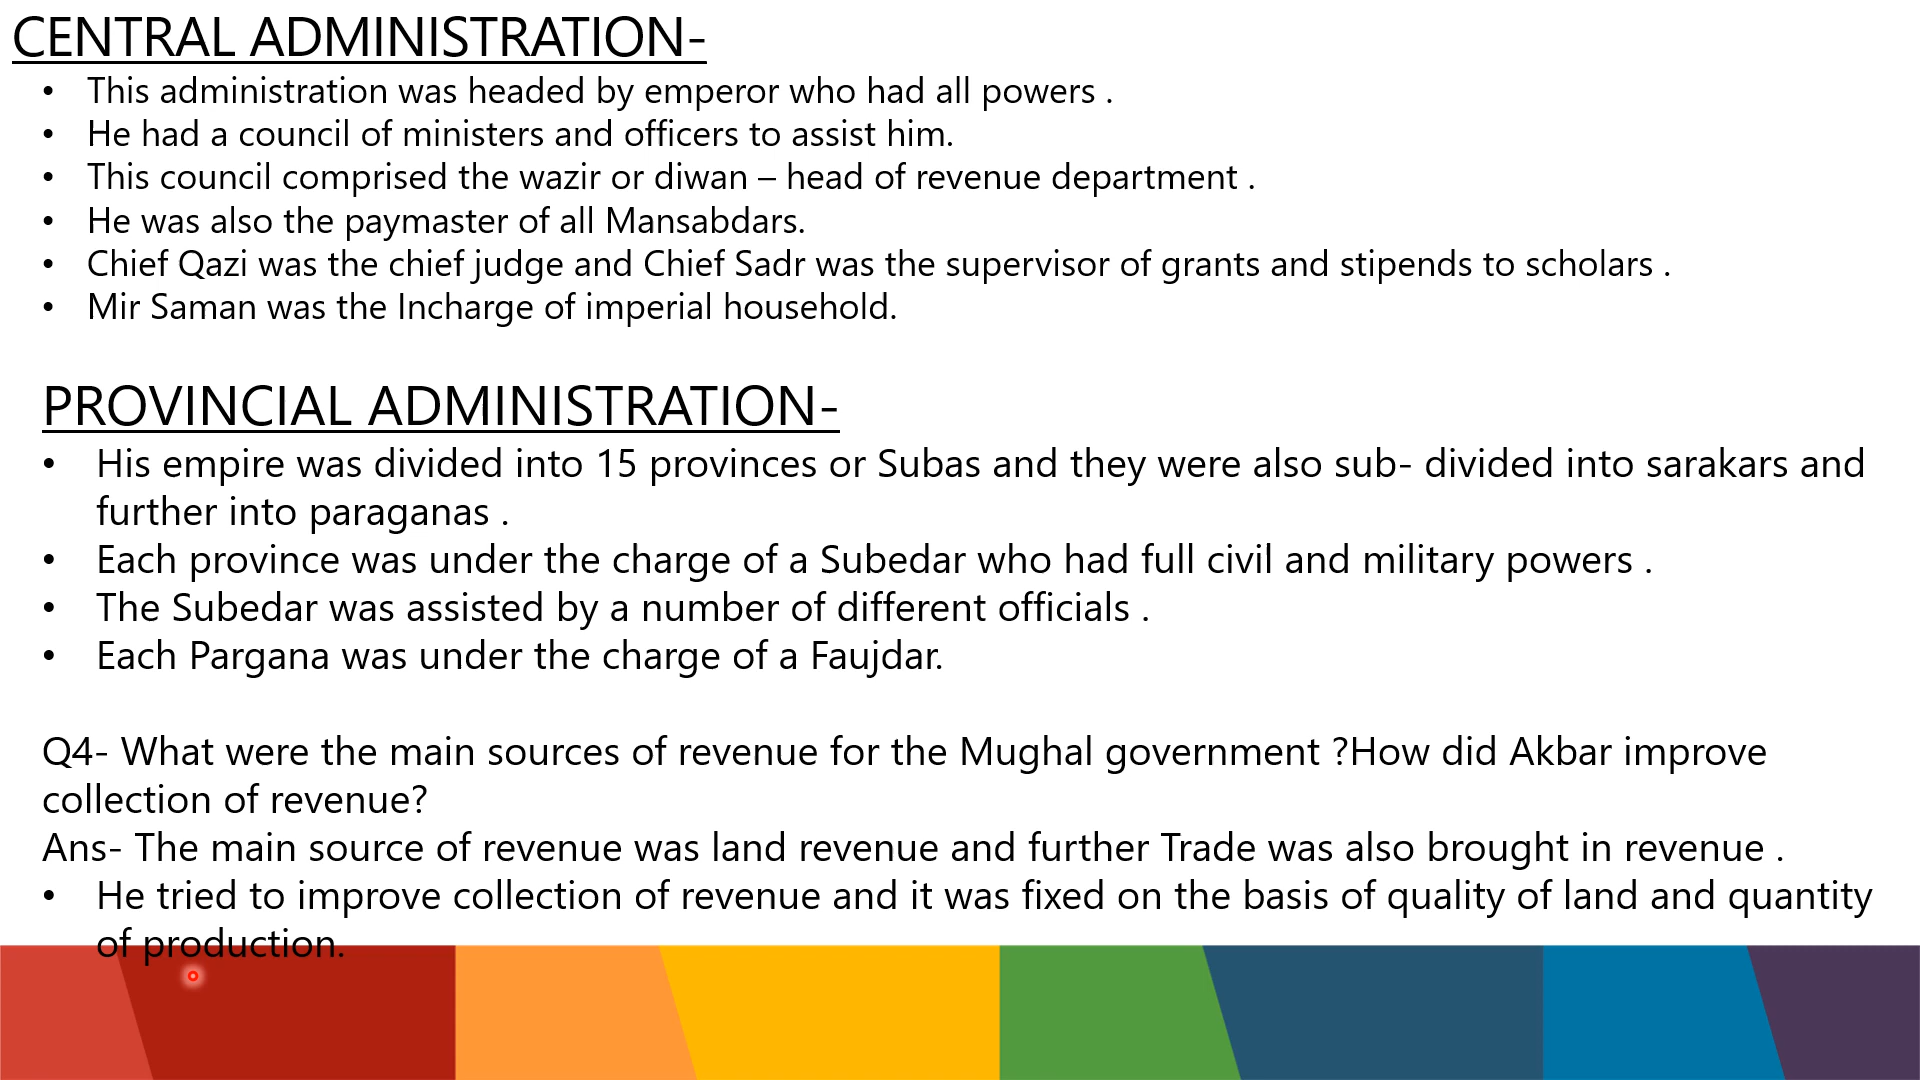 CENTRAL ADMINISTRATION-
• This administration was headed by emperor who had all powers .
• He had a council of ministers and officers to assist him.
• This council comprised the wazir or diwan – head of revenue department .
• He was also the paymaster of all Mansabdars.
• Chief Qazi was the chief judge and Chief Sadr was the supervisor of grants and stipends to scholars .
• Mir Saman was the Incharge of imperial household.
PROVINCIAL ADMINISTRATION-
• His empire was divided into 15 provinces or Subas and they were also sub- divided into sarakars and
further into paraganas .
• Each province was under the charge of a Subedar who had full civil and military powers .
• The Subedar was assisted by a number of different officials .
• Each Pargana was under the charge of a Faujdar.
Q4- What were the main sources of revenue for the Mughal government ?How did Akbar improve
collection of revenue?
Ans- The main source of revenue was land revenue and further Trade was also brought in revenue .
• He tried to improve collection of revenue and it was fixed on the basis of quality of land and quantity
of production.